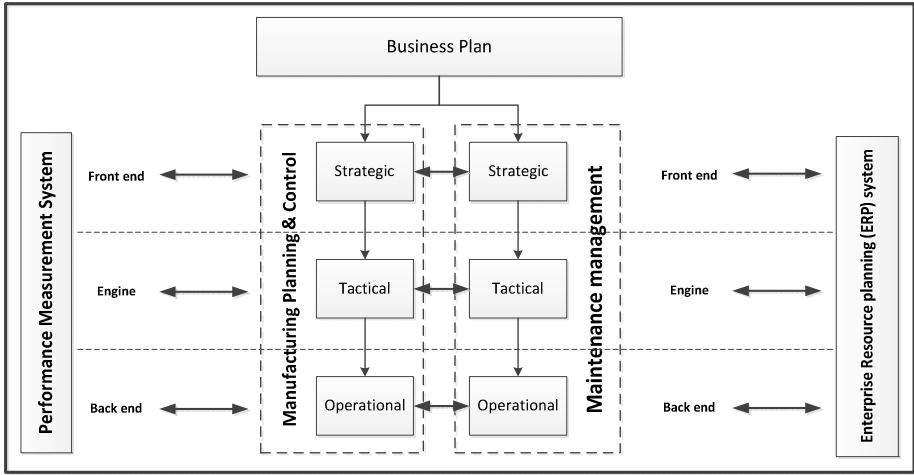 Business Plan
Performance Measurement System
Front end
Engine
Back end
Manufacturing Planning & Control
Strategic
Tactical
Operational
Strategic
Tactical
Operational
Maintenance management
Front end
Engine
Back end
Enterprise Resource planning (ERP) system